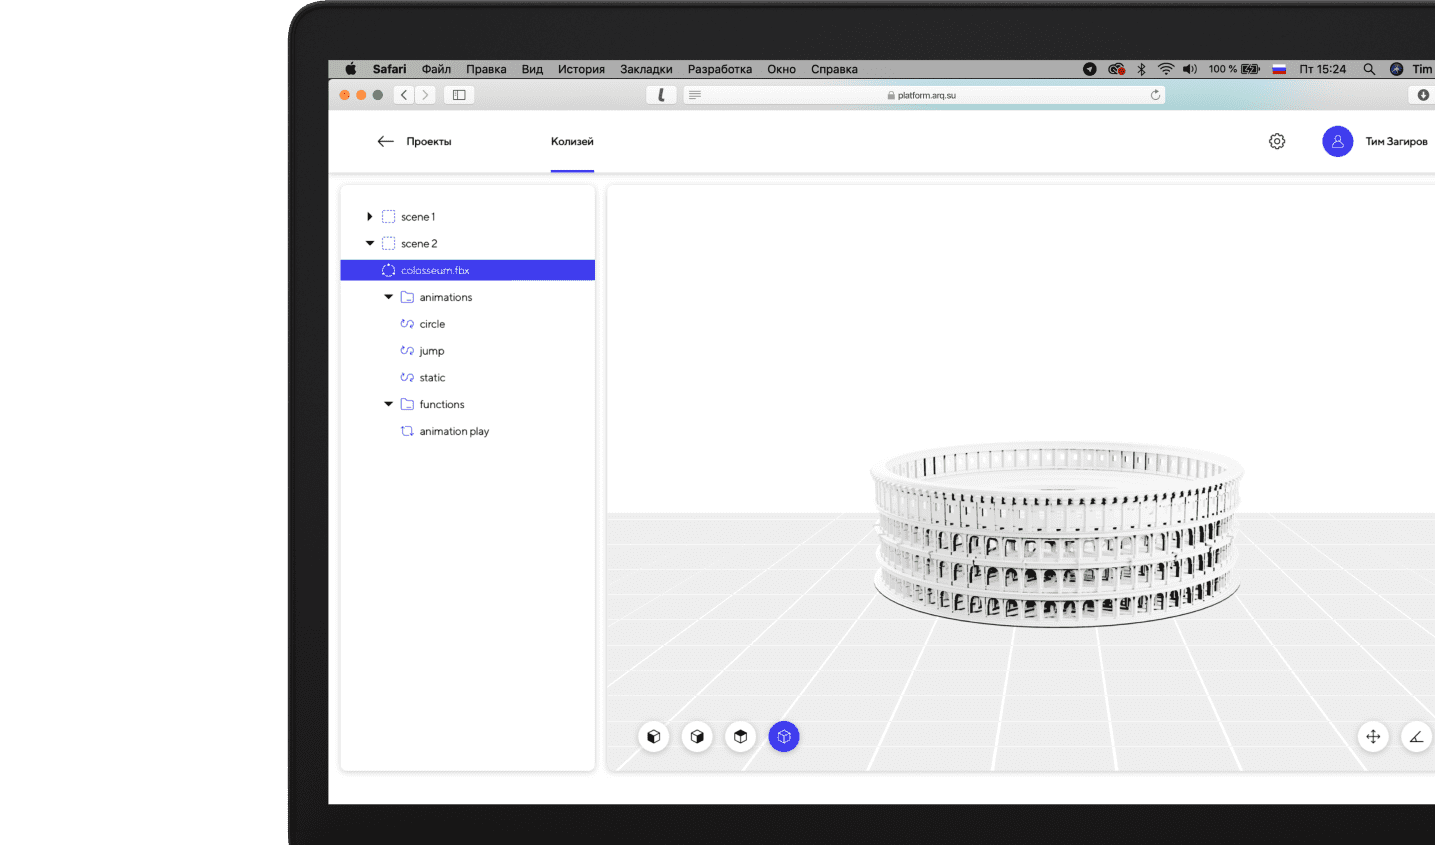 Safari Файл Правка Вид История Закладки Разработка Окно Справка 100 % Пт 15:24 Tim
platform.arq.su
Проекты Колизей Тим Загиров
scene 1
scene 2
colosseum.fbx
animations
circle
jump
static
functions
animation play